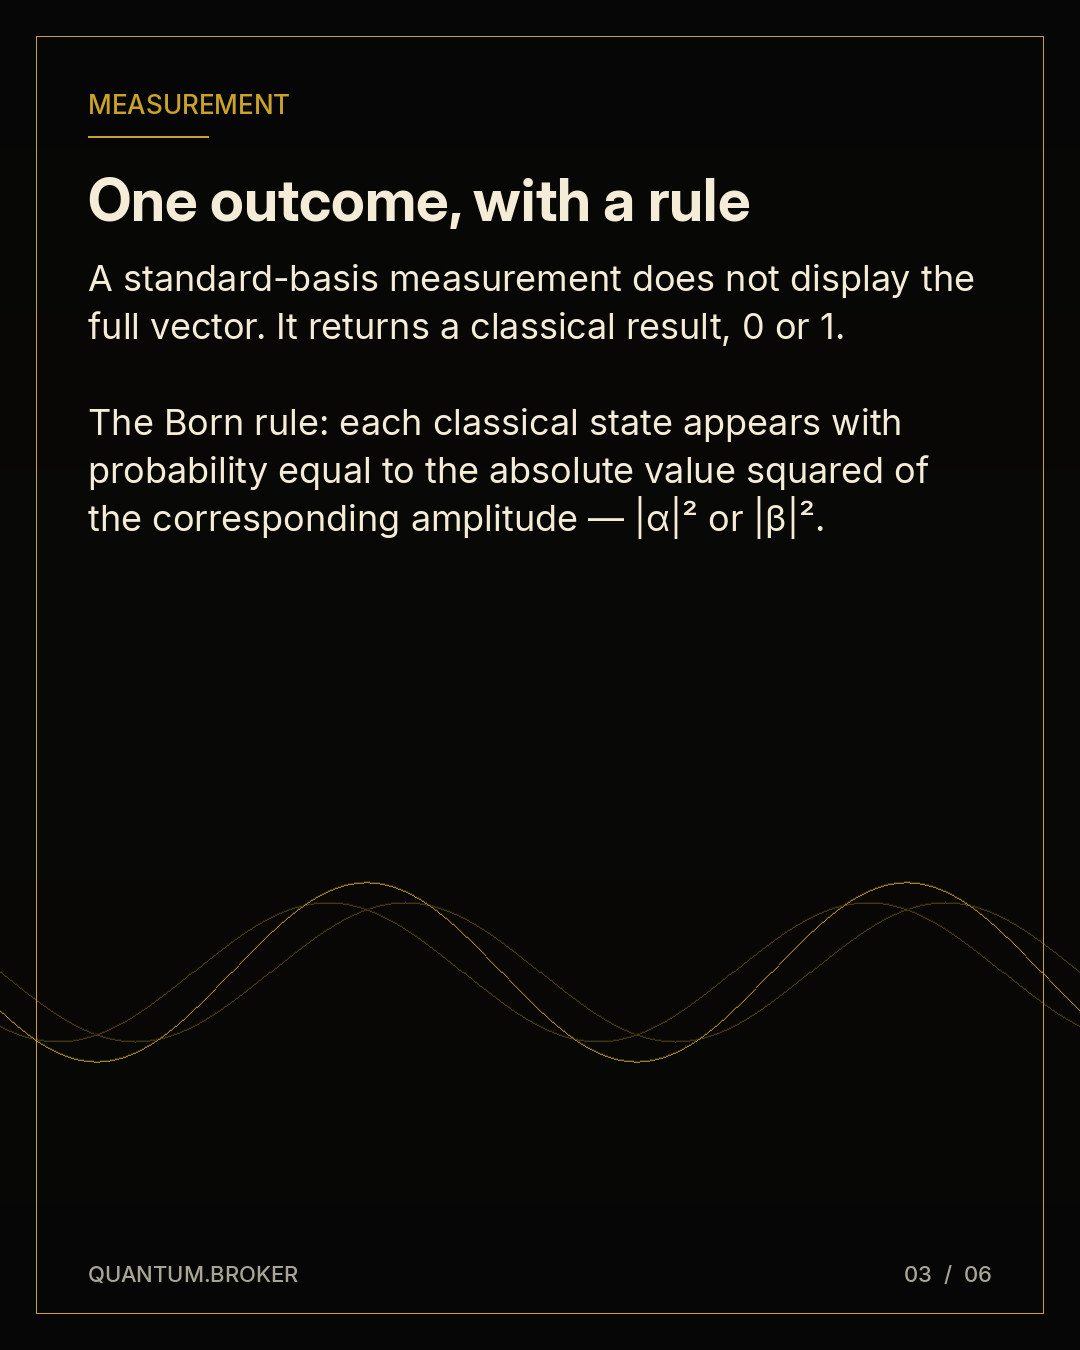 MEASUREMENT
One outcome, with a rule
A standard-basis measurement does not display the
full vector. It returns a classical result, 0 or 1.
The Born rule: each classical state appears with
probability equal to the absolute value squared of
the corresponding amplitude — |α|² or |β|².
QUANTUM.BROKER
03 / 06